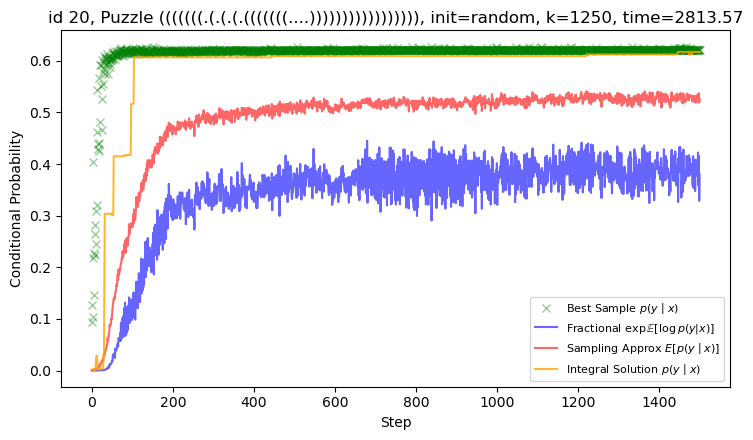 id 20, Puzzle (((((((.(.(.(.(((((((....))))))))))))))))), init=random, k=1250, time=2813.57
Conditional Probability
0.6
0.5
0.4
0.3
0.2
0.1
0.0
Best Sample p(y | x)
Fractional exp𝔼[log p(y|x)]
Sampling Approx E[p(y | x)]
Integral Solution p(y | x)
0 200 400 600 800 1000 1200 1400
Step